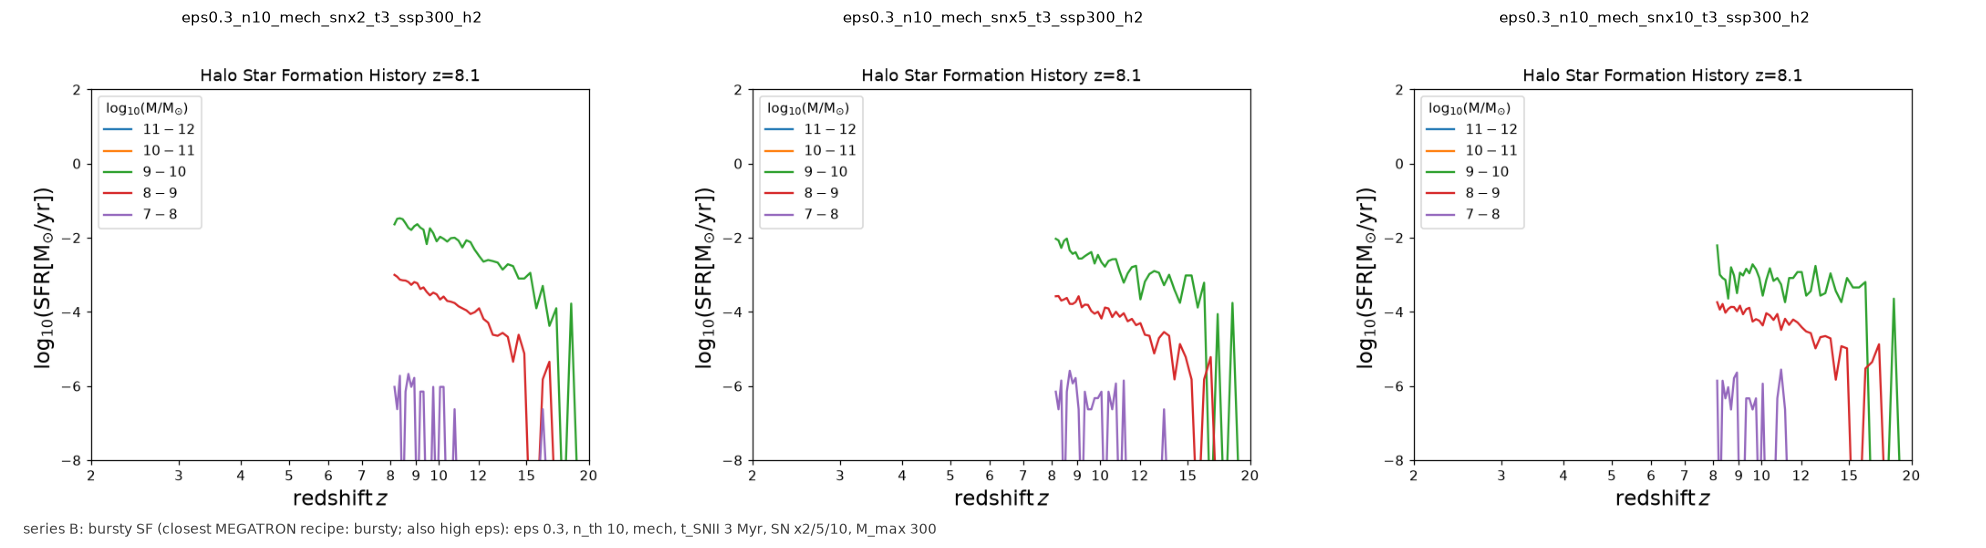 eps0.3_n10_mech_snx2_t3_ssp300_h2
Halo Star Formation History z=8.1
log₁₀(SFR[M⊙/yr])
2
0
−2
−4
−6
−8
log₁₀(M/M⊙)
11 − 12
10 − 11
9 − 10
8 − 9
7 − 8
2 3 4 5 6 7 8 9 10 12 15 20
redshift z
eps0.3_n10_mech_snx5_t3_ssp300_h2
Halo Star Formation History z=8.1
log₁₀(SFR[M⊙/yr])
2
0
−2
−4
−6
−8
log₁₀(M/M⊙)
11 − 12
10 − 11
9 − 10
8 − 9
7 − 8
2 3 4 5 6 7 8 9 10 12 15 20
redshift z
eps0.3_n10_mech_snx10_t3_ssp300_h2
Halo Star Formation History z=8.1
log₁₀(SFR[M⊙/yr])
2
0
−2
−4
−6
−8
log₁₀(M/M⊙)
11 − 12
10 − 11
9 − 10
8 − 9
7 − 8
2 3 4 5 6 7 8 9 10 12 15 20
redshift z
series B: bursty SF (closest MEGATRON recipe: bursty; also high eps): eps 0.3, n_th 10, mech, t_SNII 3 Myr, SN x2/5/10, M_max 300